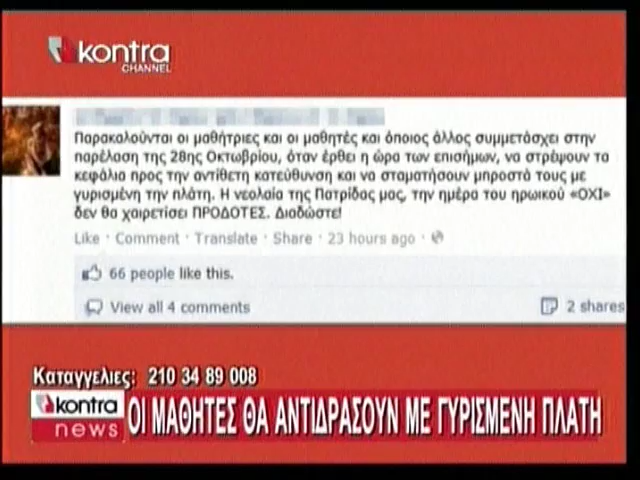 kontra
CHANNEL
Παρακαλούνται οι μαθήτριες και οι μαθητές και όποιος άλλος συμμετάσχει στην
παρέλαση της 28ης Οκτωβρίου, όταν έρθει η ώρα των επισήμων, να στρέψουν τα
κεφάλια προς την αντίθετη κατεύθυνση και να σταματήσουν μπροστά τους με
γυρισμένη την πλάτη. Η νεολαία της Πατρίδας μας, την ημέρα του ηρωικού «ΟΧΙ»
δεν θα χαιρετίσει ΠΡΟΔΟΤΕΣ. Διαδώστε!
Like · Comment · Translate · Share · 23 hours ago ·
66 people like this.
View all 4 comments 2 shares
Καταγγελιες: 210 34 89 008
kontra
news
ΟΙ ΜΑΘΗΤΕΣ ΘΑ ΑΝΤΙΔΡΑΣΟΥΝ ΜΕ ΓΥΡΙΣΜΕΝΗ ΠΛΑΤΗ